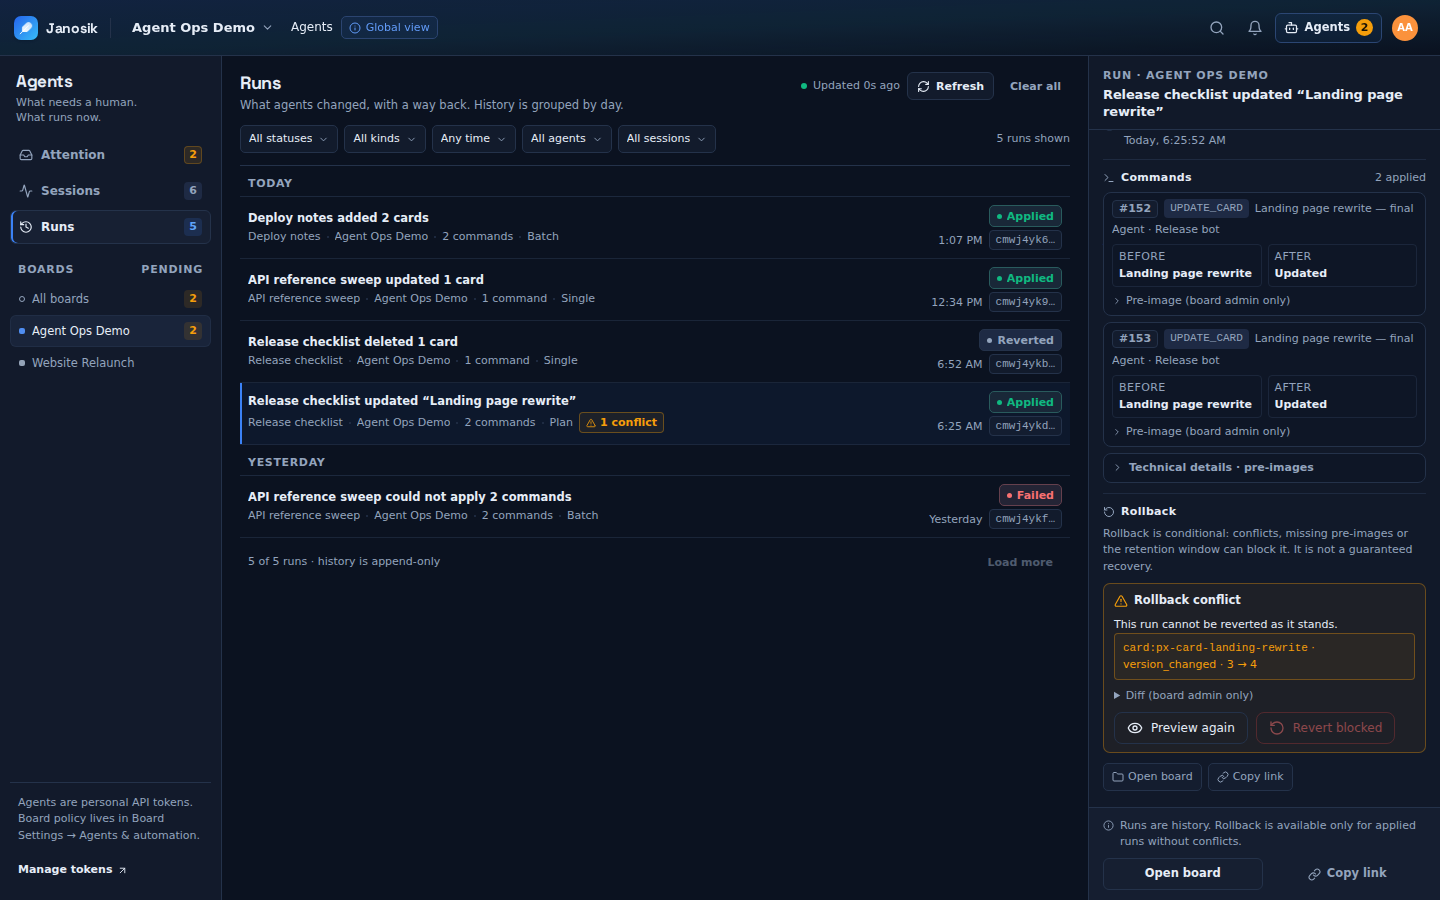 Janosik
Agent Ops Demo
Agents
Global view
Agents 2
AA
Agents
What needs a human.
What runs now.
Attention 2
Sessions 6
Runs 5
BOARDS PENDING
All boards 2
Agent Ops Demo 2
Website Relaunch
Agents are personal API tokens.
Board policy lives in Board
Settings → Agents & automation.
Manage tokens
Runs
What agents changed, with a way back. History is grouped by day.
Updated 0s ago
Refresh
Clear all
All statuses
All kinds
Any time
All agents
All sessions
5 runs shown
TODAY
Deploy notes added 2 cards
Deploy notes · Agent Ops Demo · 2 commands · Batch
Applied
1:07 PM cmwj4yk6…
API reference sweep updated 1 card
API reference sweep · Agent Ops Demo · 1 command · Single
Applied
12:34 PM cmwj4yk9…
Release checklist deleted 1 card
Release checklist · Agent Ops Demo · 1 command · Single
Reverted
6:52 AM cmwj4ykb…
Release checklist updated “Landing page rewrite”
Release checklist · Agent Ops Demo · 2 commands · Plan 1 conflict
Applied
6:25 AM cmwj4ykd…
YESTERDAY
API reference sweep could not apply 2 commands
API reference sweep · Agent Ops Demo · 2 commands · Batch
Failed
Yesterday cmwj4ykf…
5 of 5 runs · history is append-only
Load more
RUN · AGENT OPS DEMO
Release checklist updated “Landing page
rewrite”
Today, 6:25:52 AM
Commands 2 applied
#152 UPDATE_CARD Landing page rewrite — final
Agent · Release bot
BEFORE
Landing page rewrite
AFTER
Updated
Pre-image (board admin only)
#153 UPDATE_CARD Landing page rewrite — final
Agent · Release bot
BEFORE
Landing page rewrite
AFTER
Updated
Pre-image (board admin only)
Technical details · pre-images
Rollback
Rollback is conditional: conflicts, missing pre-images or
the retention window can block it. It is not a guaranteed
recovery.
Rollback conflict
This run cannot be reverted as it stands.
card:px-card-landing-rewrite ·
version_changed · 3 → 4
Diff (board admin only)
Preview again
Revert blocked
Open board
Copy link
Runs are history. Rollback is available only for applied
runs without conflicts.
Open board
Copy link